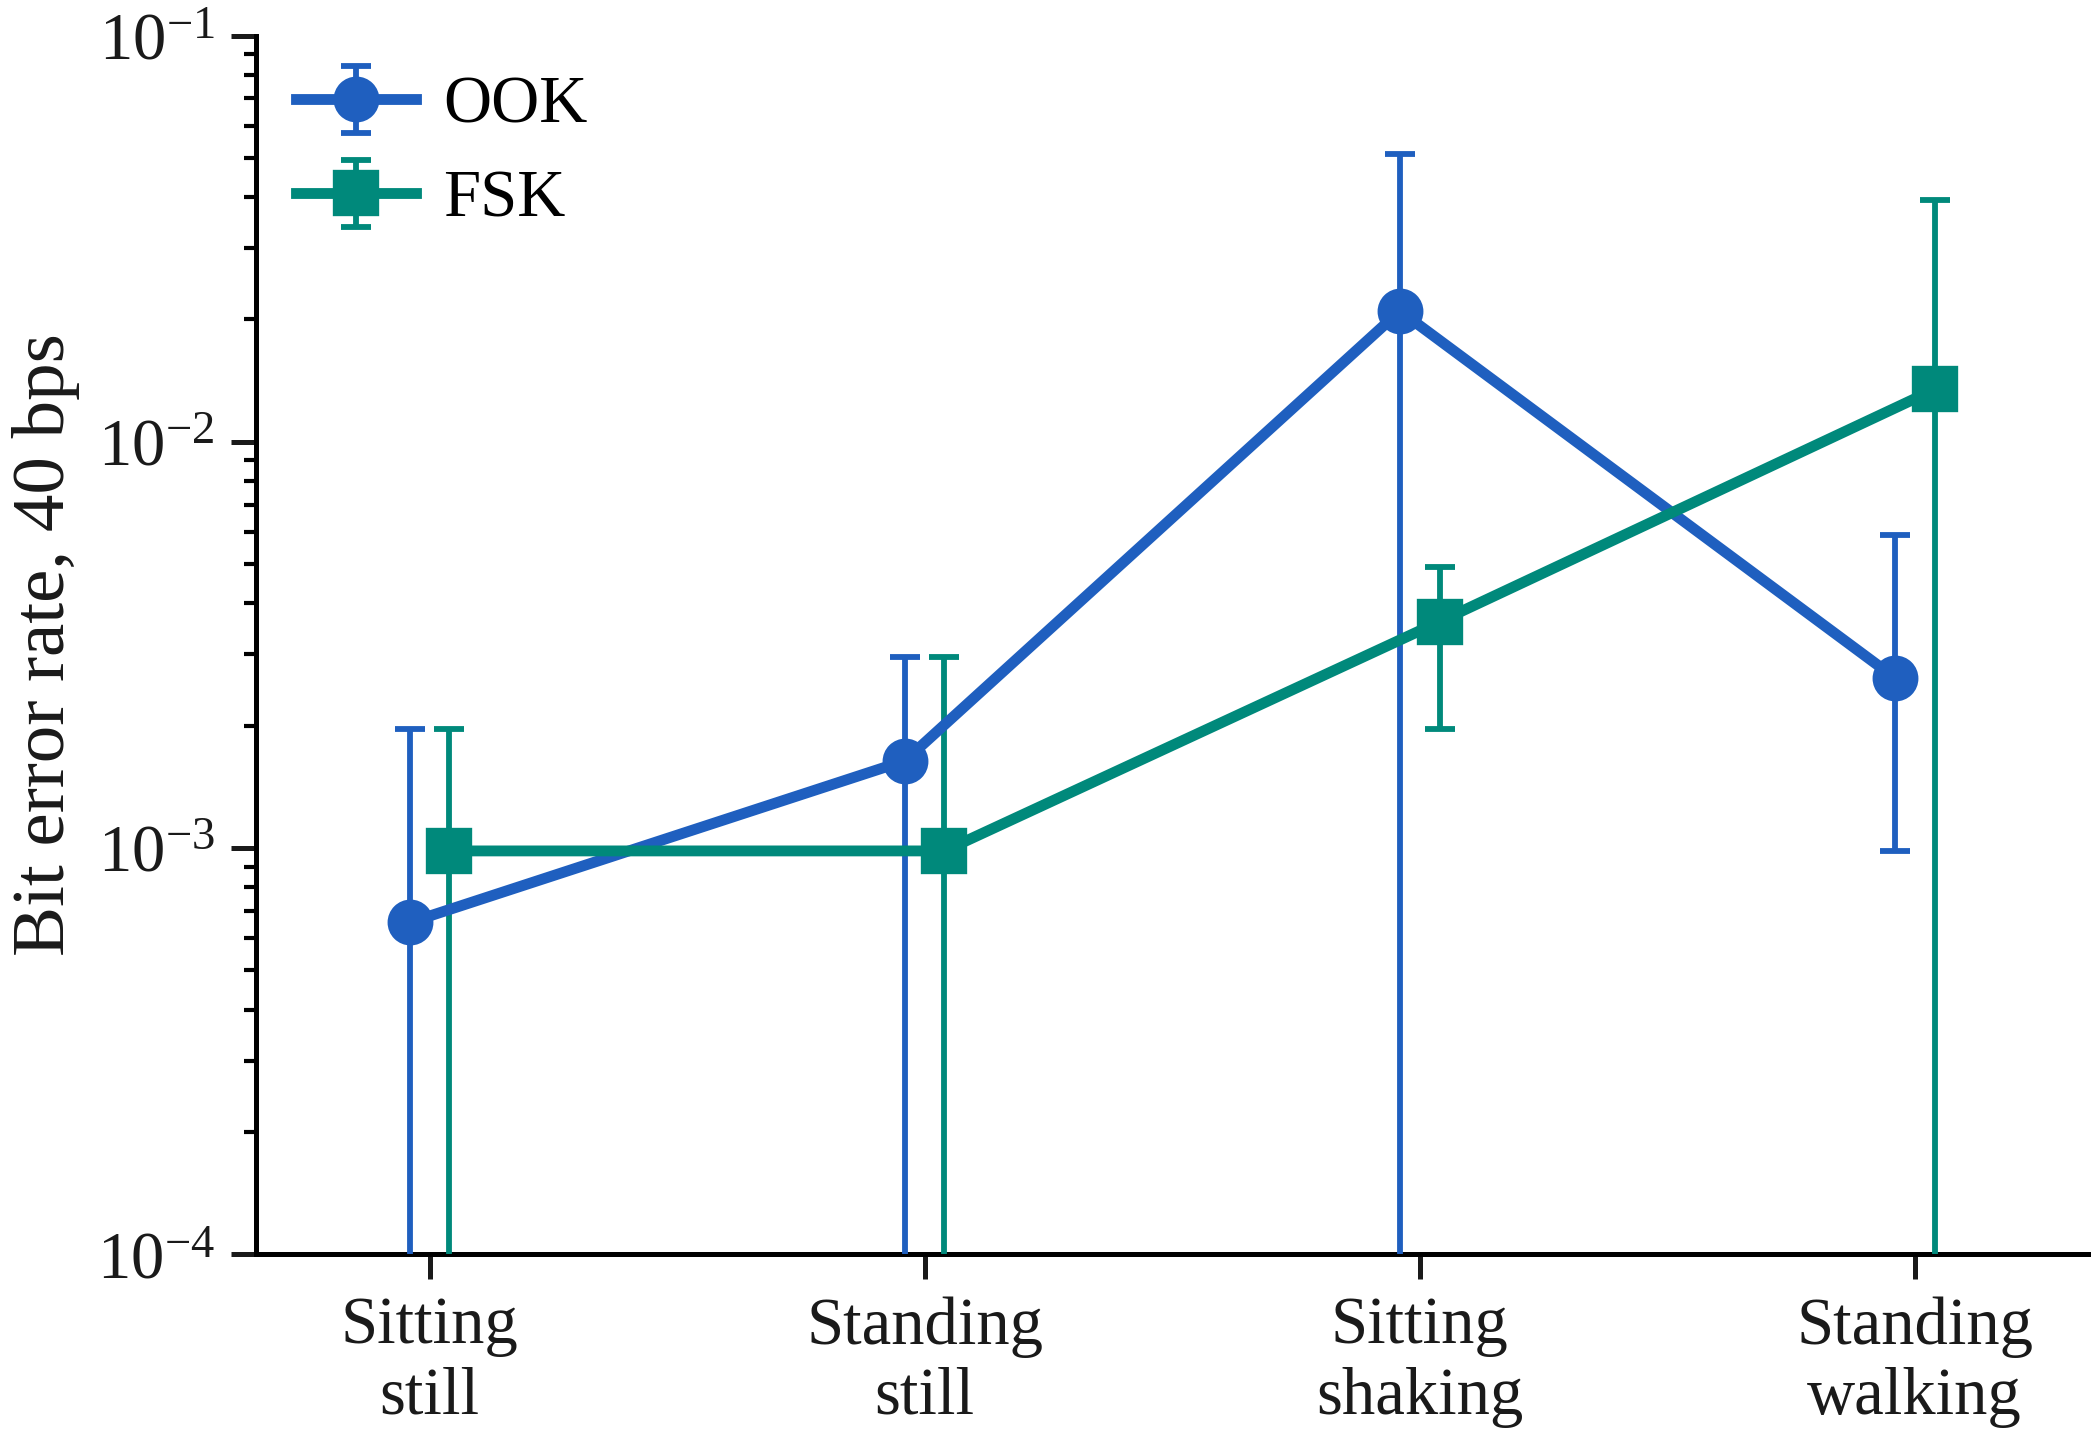 10⁻¹
OOK
FSK
10⁻²
10⁻³
10⁻⁴
Bit error rate, 40 bps
Sitting
still
Standing
still
Sitting
shaking
Standing
walking